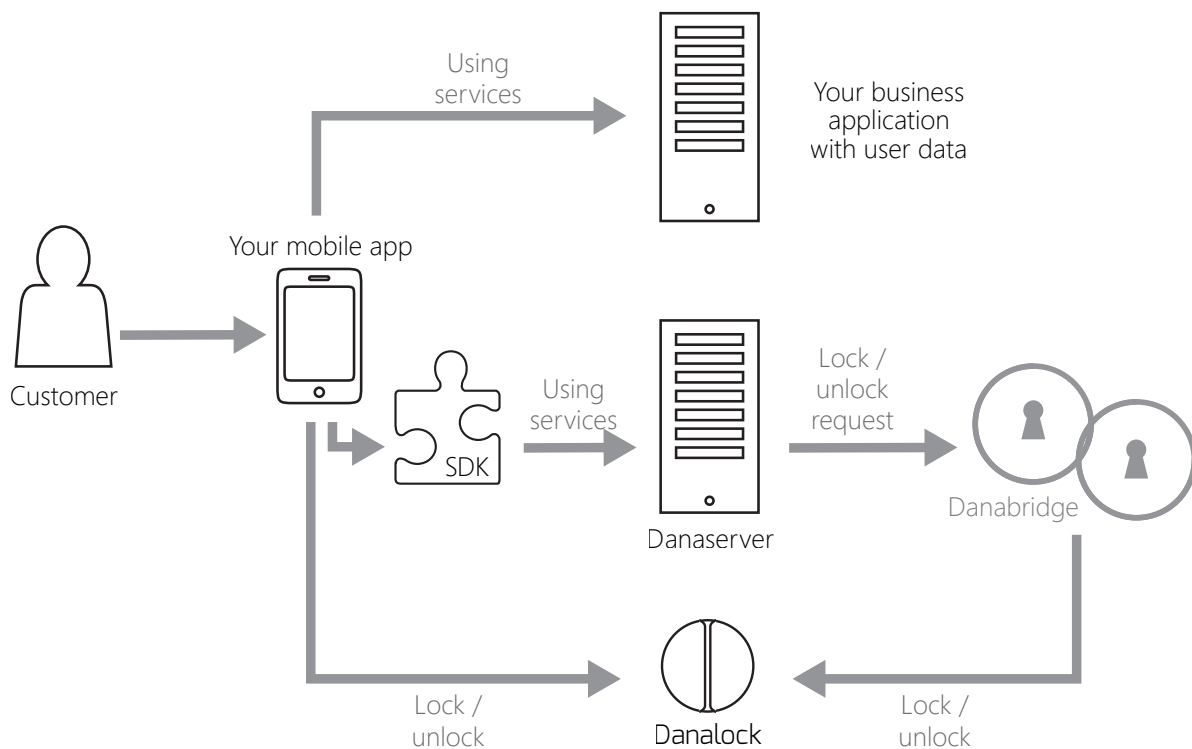 Using
services
Your business
application
with user data
Your mobile app
Customer
SDK
Using
services
Lock /
unlock
request
Danaserver
Danabridge
Lock /
unlock
Danalock
Lock /
unlock